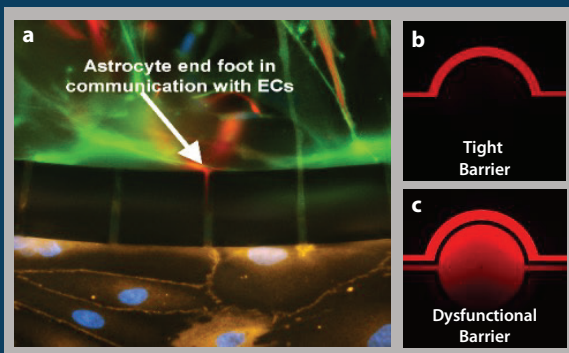 a
Astrocyte end foot in
communication with ECs
b
Tight
Barrier
c
Dysfunctional
Barrier